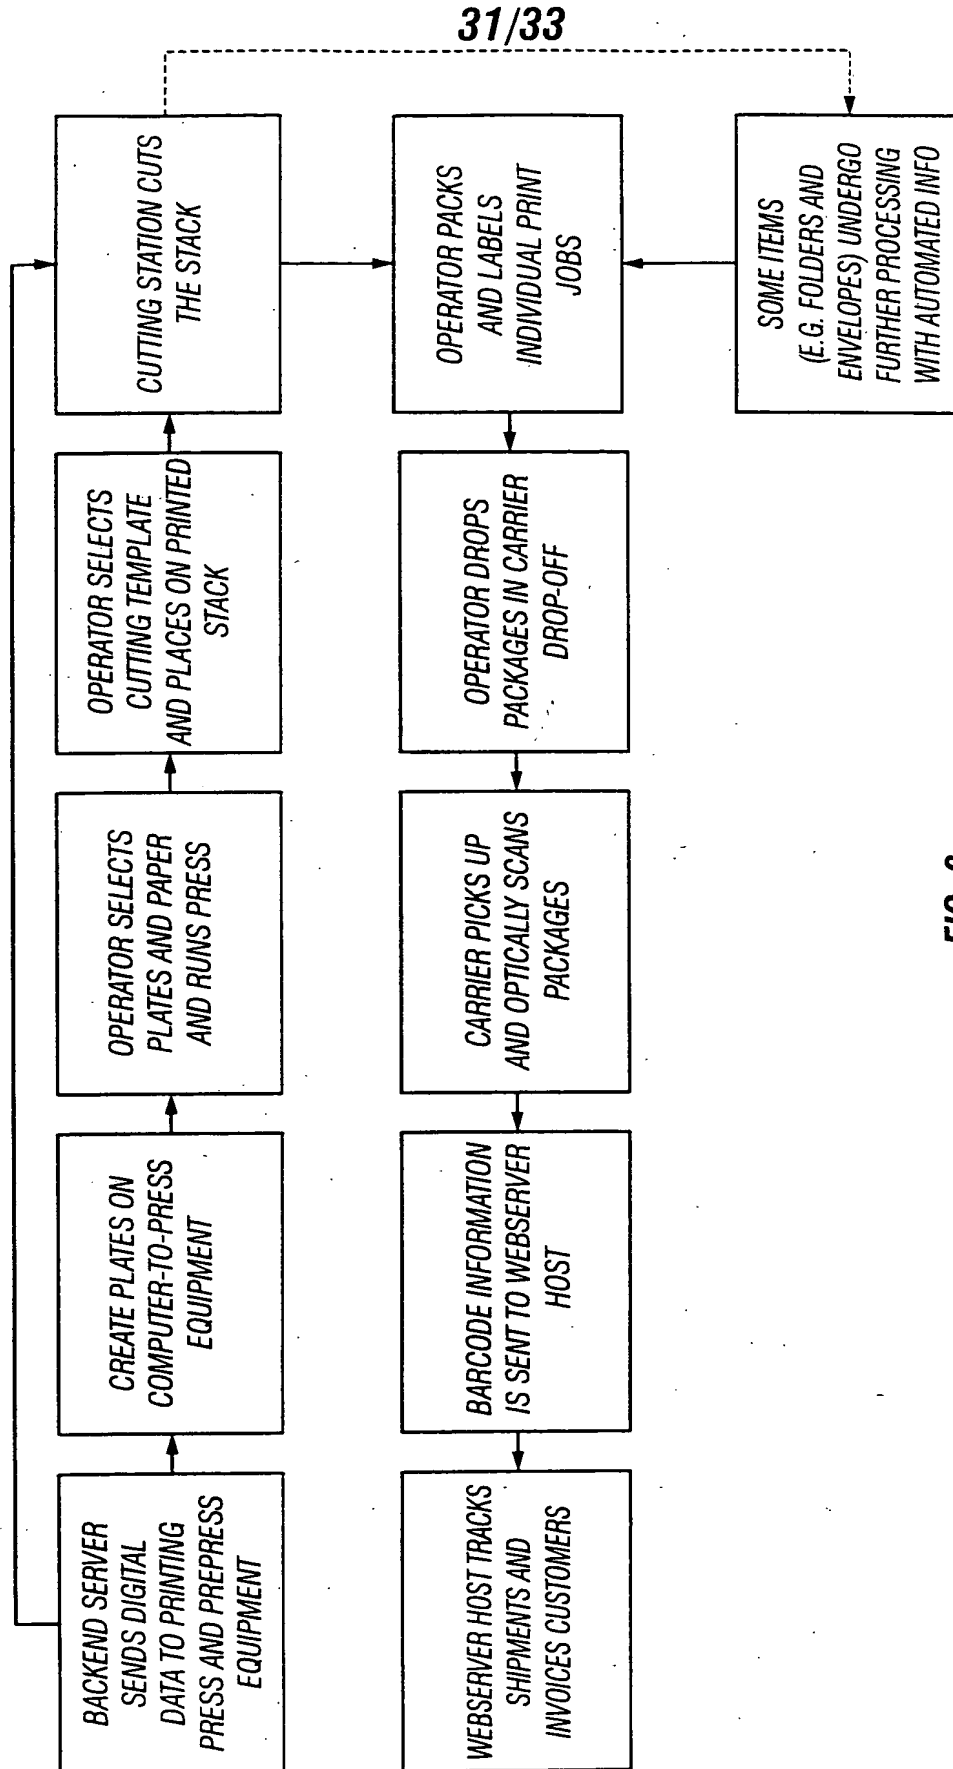 31/33
BACKEND SERVER
SENDS DIGITAL
DATA TO PRINTING
PRESS AND PREPRESS
EQUIPMENT
CREATE PLATES ON
COMPUTER-TO-PRESS
EQUIPMENT
OPERATOR SELECTS
PLATES AND PAPER
AND RUNS PRESS
OPERATOR SELECTS
CUTTING TEMPLATE
AND PLACES ON PRINTED
STACK
CUTTING STATION CUTS
THE STACK
WEBSERVER HOST TRACKS
SHIPMENTS AND
INVOICES CUSTOMERS
BARCODE INFORMATION
IS SENT TO WEBSERVER
HOST
CARRIER PICKS UP
AND OPTICALLY SCANS
PACKAGES
OPERATOR DROPS
PACKAGES IN CARRIER
DROP-OFF
OPERATOR PACKS
AND LABELS
INDIVIDUAL PRINT
JOBS
SOME ITEMS
(E.G. FOLDERS AND
ENVELOPES) UNDERGO
FURTHER PROCESSING
WITH AUTOMATED INFO
FIG.